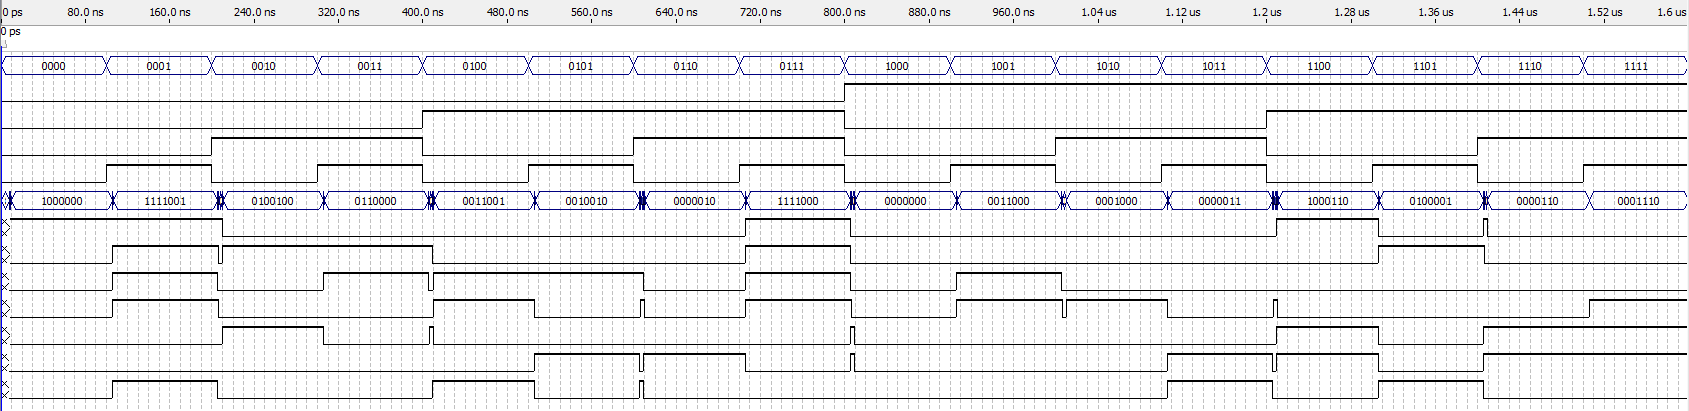 0 ps 80.0 ns 160.0 ns 240.0 ns 320.0 ns 400.0 ns 480.0 ns 560.0 ns 640.0 ns 720.0 ns 800.0 ns 880.0 ns 960.0 ns 1.04 us 1.12 us 1.2 us 1.28 us 1.36 us 1.44 us 1.52 us 1.6 us
0 ps
0000 0001 0010 0011 0100 0101 0110 0111 1000 1001 1010 1011 1100 1101 1110 1111
1000000 1111001 0100100 0110000 0011001 0010010 0000010 1111000 0000000 0011000 0001000 0000011 1000110 0100001 0000110 0001110